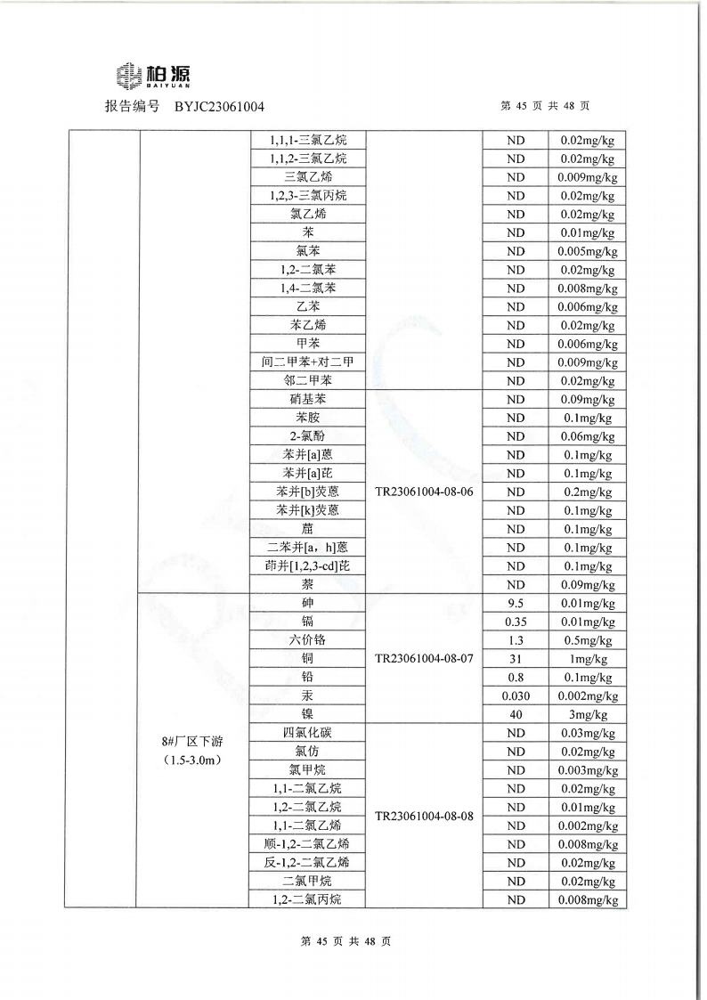 柏源
BAIYUAN
报告编号 BYJC23061004
第 45 页 共 48 页
1,1,1-三氯乙烷 ND 0.02mg/kg
1,1,2-三氯乙烷 ND 0.02mg/kg
三氯乙烯 ND 0.009mg/kg
1,2,3-三氯丙烷 ND 0.02mg/kg
氯乙烯 ND 0.02mg/kg
苯 ND 0.01mg/kg
氯苯 ND 0.005mg/kg
1,2-二氯苯 ND 0.02mg/kg
1,4-二氯苯 ND 0.008mg/kg
乙苯 ND 0.006mg/kg
苯乙烯 ND 0.02mg/kg
甲苯 ND 0.006mg/kg
间二甲苯+对二甲 ND 0.009mg/kg
邻二甲苯 ND 0.02mg/kg
硝基苯 ND 0.09mg/kg
苯胺 ND 0.1mg/kg
2-氯酚 ND 0.06mg/kg
苯并[a]蒽 ND 0.1mg/kg
苯并[a]芘 ND 0.1mg/kg
苯并[b]荧蒽 TR23061004-08-06 ND 0.2mg/kg
苯并[k]荧蒽 ND 0.1mg/kg
䓛 ND 0.1mg/kg
二苯并[a，h]蒽 ND 0.1mg/kg
茚并[1,2,3-cd]芘 ND 0.1mg/kg
萘 ND 0.09mg/kg
砷 9.5 0.01mg/kg
镉 0.35 0.01mg/kg
六价铬 1.3 0.5mg/kg
铜 TR23061004-08-07 31 1mg/kg
铅 0.8 0.1mg/kg
汞 0.030 0.002mg/kg
镍 40 3mg/kg
8#厂区下游
（1.5-3.0m）
四氯化碳 ND 0.03mg/kg
氯仿 ND 0.02mg/kg
氯甲烷 ND 0.003mg/kg
1,1-二氯乙烷 ND 0.02mg/kg
1,2-二氯乙烷 ND 0.01mg/kg
TR23061004-08-08
1,1-二氯乙烯 ND 0.002mg/kg
顺-1,2-二氯乙烯 ND 0.008mg/kg
反-1,2-二氯乙烯 ND 0.02mg/kg
二氯甲烷 ND 0.02mg/kg
1,2-二氯丙烷 ND 0.008mg/kg
第 45 页 共 48 页